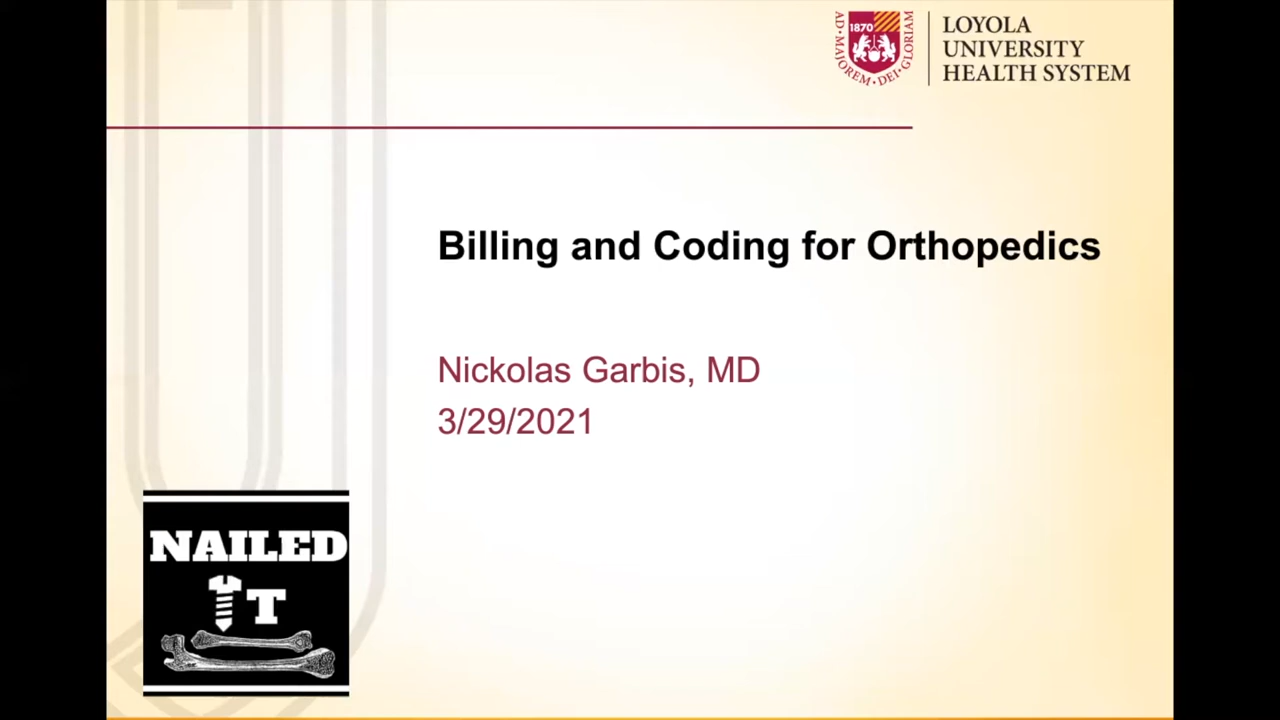 AD·MAJOREM·DEI·GLORIAM
1870
LOYOLA
UNIVERSITY
HEALTH SYSTEM
Billing and Coding for Orthopedics
Nickolas Garbis, MD
3/29/2021
NAILED
IT